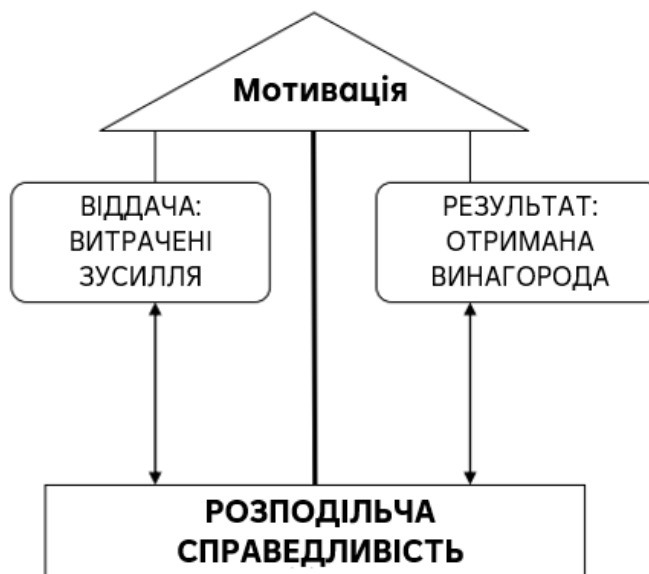 Мотивація
ВІДДАЧА:
ВИТРАЧЕНІ
ЗУСИЛЛЯ
РЕЗУЛЬТАТ:
ОТРИМАНА
ВИНАГОРОДА
РОЗПОДІЛЬЧА
СПРАВЕДЛИВІСТЬ